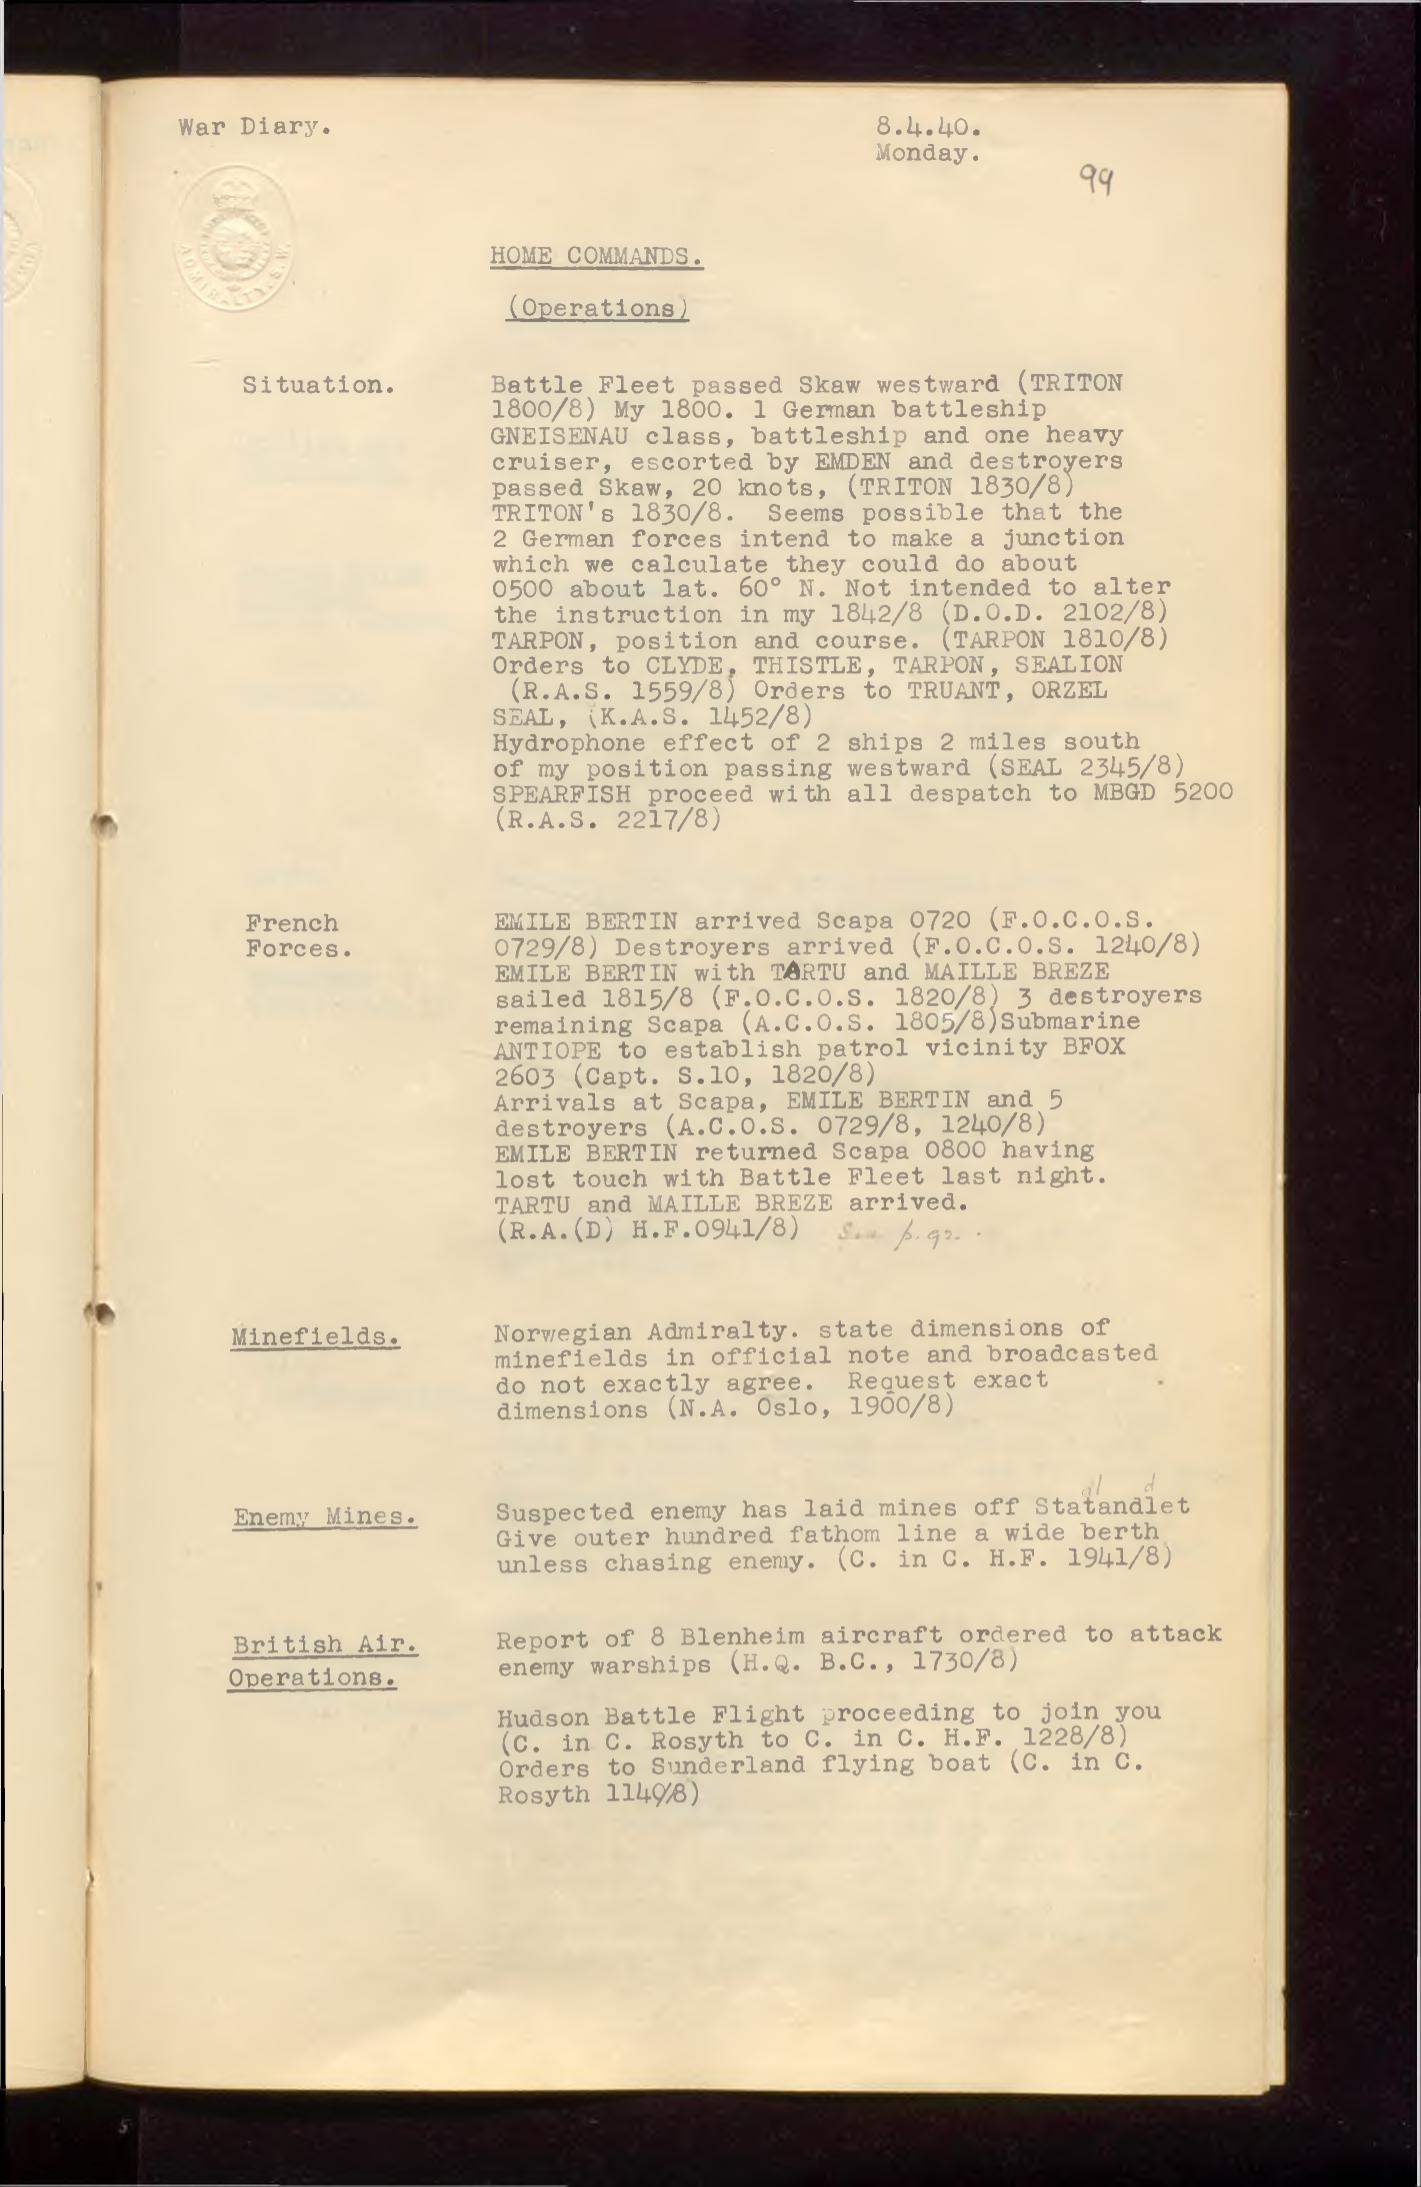 War Diary.
8.4.40.
Monday.
99
ADMIRALTY. S.W.
HOME COMMANDS.
(Operations)
Situation.
Battle Fleet passed Skaw westward (TRITON
1800/8) My 1800. 1 German battleship
GNEISENAU class, battleship and one heavy
cruiser, escorted by EMDEN and destroyers
passed Skaw, 20 knots, (TRITON 1830/8)
TRITON's 1830/8. Seems possible that the
2 German forces intend to make a junction
which we calculate they could do about
0500 about lat. 60° N. Not intended to alter
the instruction in my 1842/8 (D.O.D. 2102/8)
TARPON, position and course. (TARPON 1810/8)
Orders to CLYDE, THISTLE, TARPON, SEALION
(R.A.S. 1559/8) Orders to TRUANT, ORZEL
SEAL, (K.A.S. 1452/8)
Hydrophone effect of 2 ships 2 miles south
of my position passing westward (SEAL 2345/8)
SPEARFISH proceed with all despatch to MBGD 5200
(R.A.S. 2217/8)
French
Forces.
EMILE BERTIN arrived Scapa 0720 (F.O.C.O.S.
0729/8) Destroyers arrived (F.O.C.O.S. 1240/8)
EMILE BERTIN with TARTU and MAILLE BREZE
sailed 1815/8 (F.O.C.O.S. 1820/8) 3 destroyers
remaining Scapa (A.C.O.S. 1805/8)Submarine
ANTIOPE to establish patrol vicinity BFOX
2603 (Capt. S.10, 1820/8)
Arrivals at Scapa, EMILE BERTIN and 5
destroyers (A.C.O.S. 0729/8, 1240/8)
EMILE BERTIN returned Scapa 0800 having
lost touch with Battle Fleet last night.
TARTU and MAILLE BREZE arrived.
(R.A.(D) H.F.0941/8) See p. 92.
Minefields.
Norwegian Admiralty. state dimensions of
minefields in official note and broadcasted
do not exactly agree. Request exact
dimensions (N.A. Oslo, 1900/8)
Enemy Mines.
Suspected enemy has laid mines off Statandlet
Give outer hundred fathom line a wide berth
unless chasing enemy. (C. in C. H.F. 1941/8)
British Air.
Operations.
Report of 8 Blenheim aircraft ordered to attack
enemy warships (H.Q. B.C., 1730/8)
Hudson Battle Flight proceeding to join you
(C. in C. Rosyth to C. in C. H.F. 1228/8)
Orders to Sunderland flying boat (C. in C.
Rosyth 1149/8)